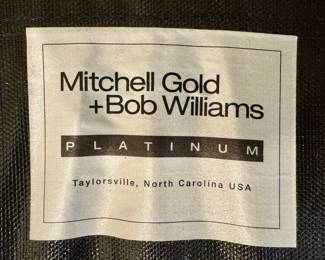 Mitchell Gold
+Bob Williams
PLATINUM
Taylorsville, North Carolina USA